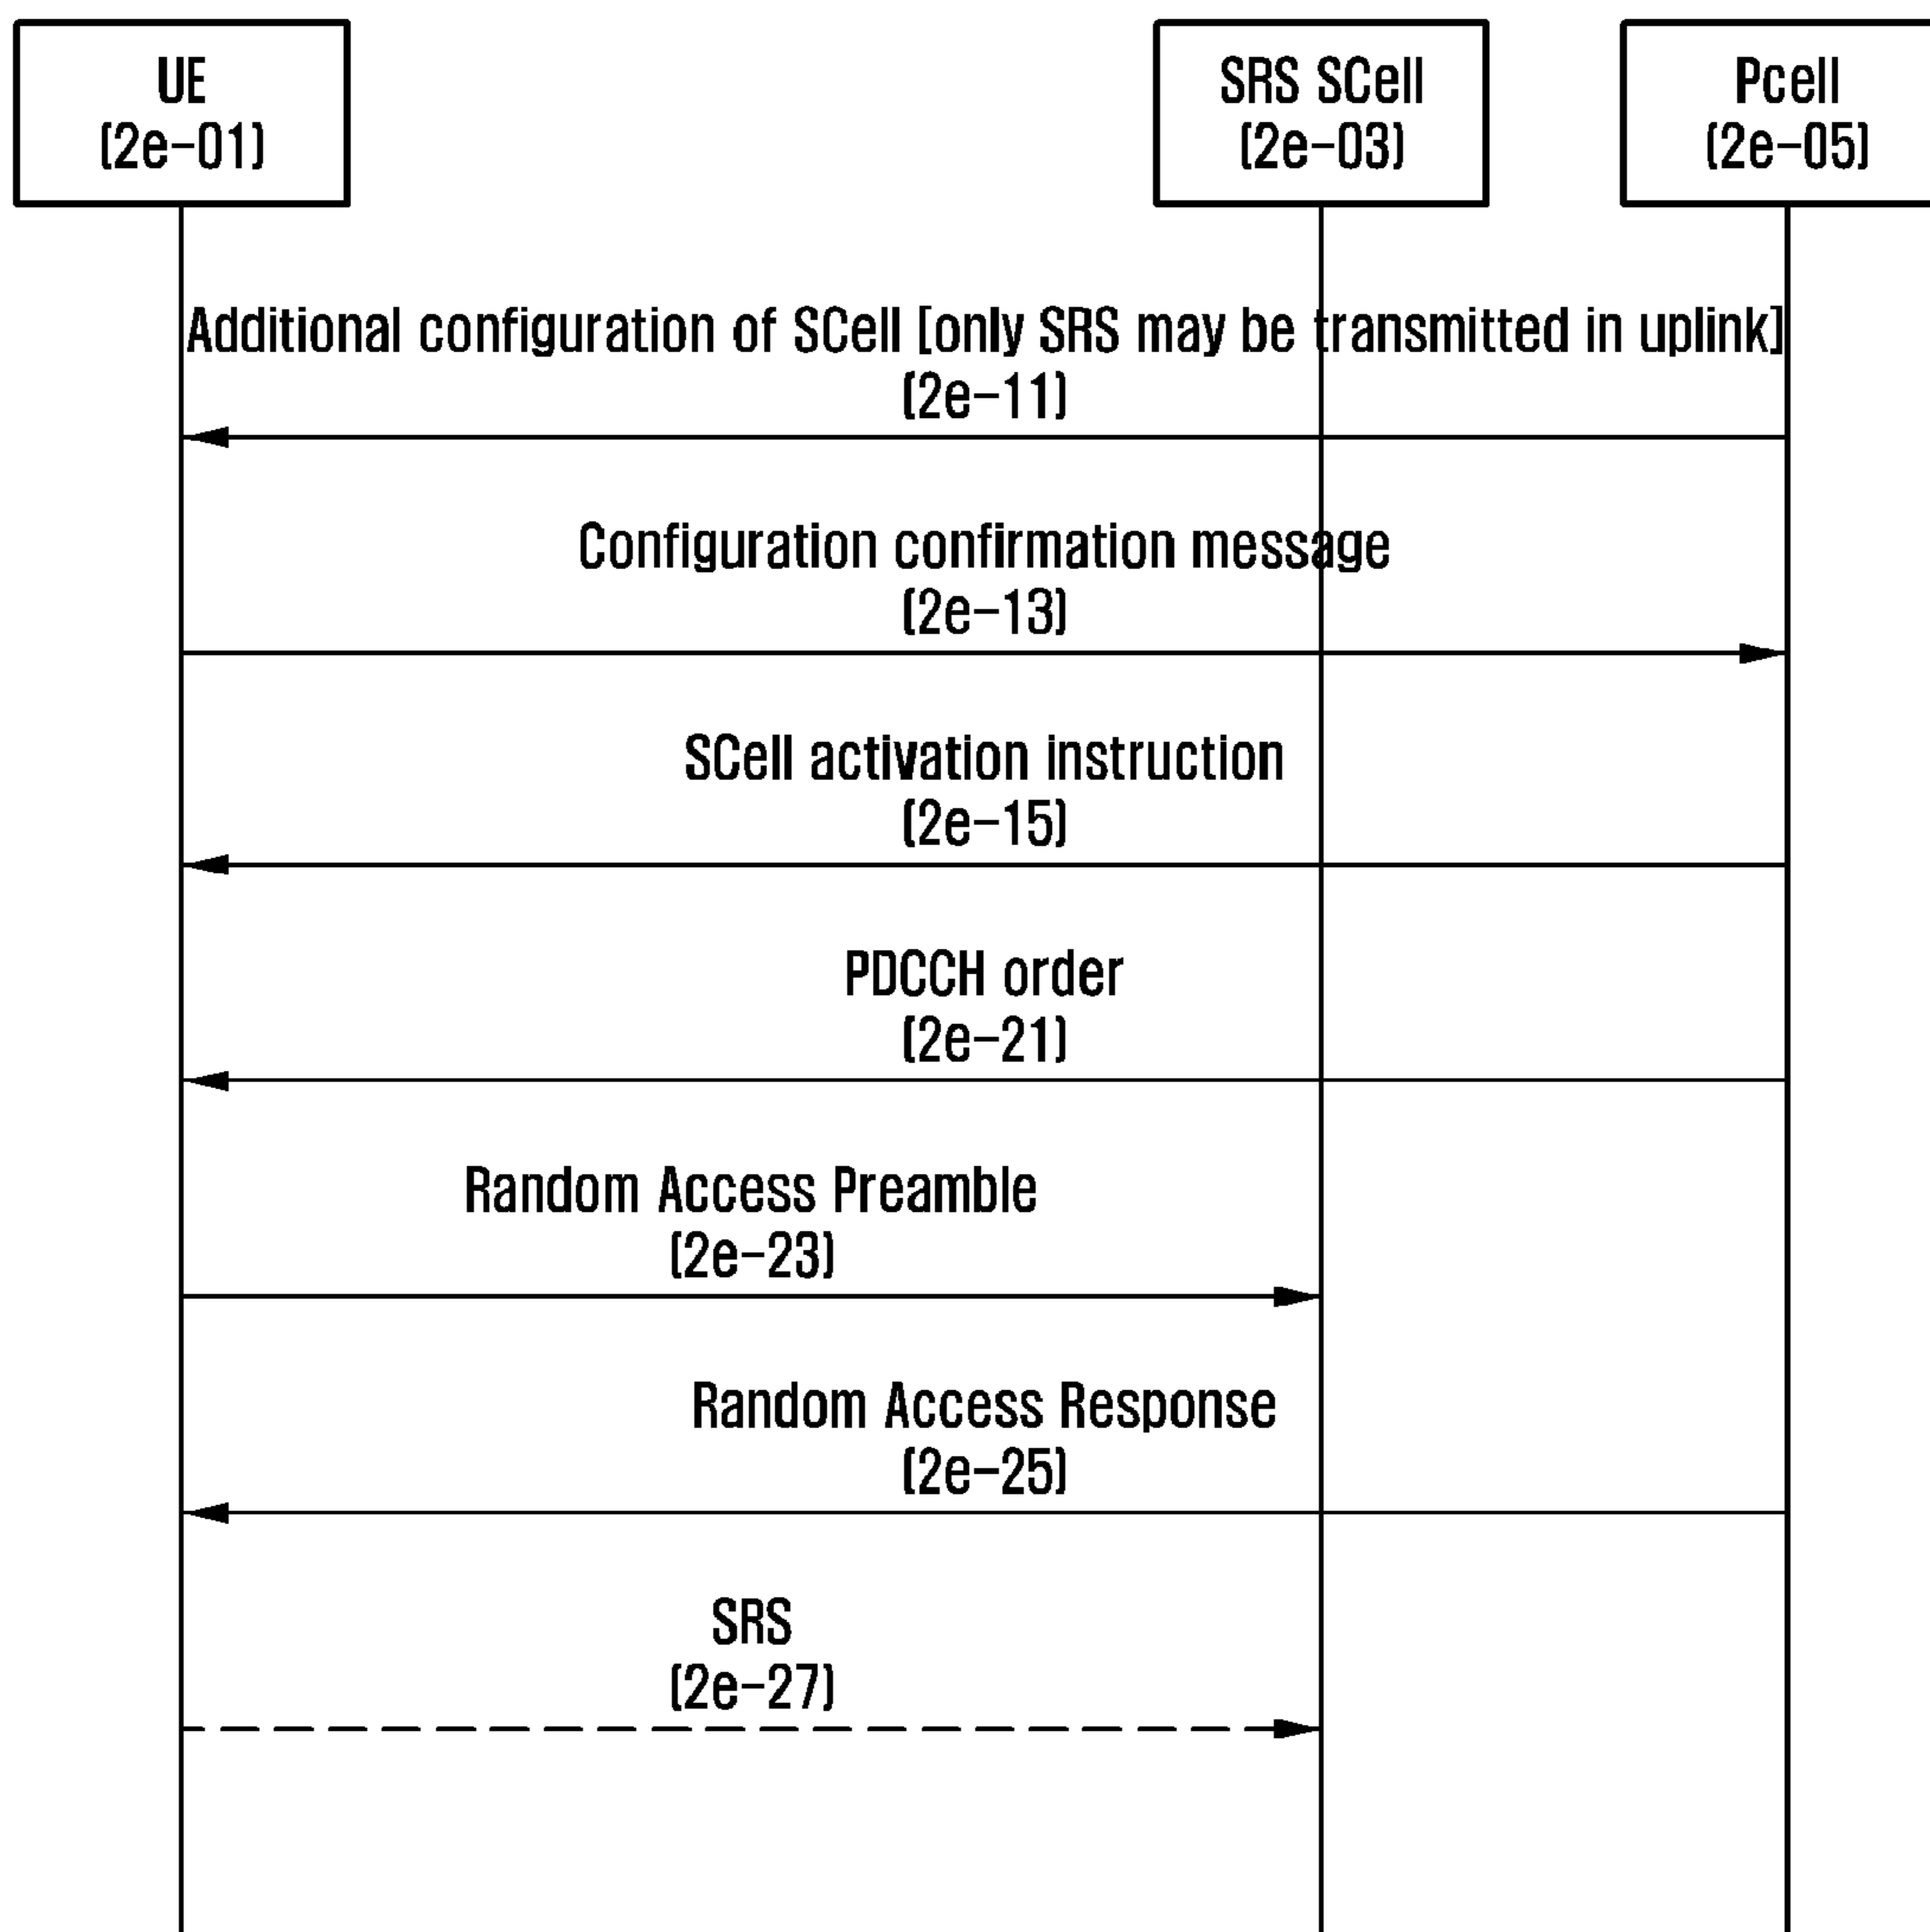 UE
(2e-01)
SRS SCell
(2e-03)
Pcell
(2e-05)
Additional configuration of SCell [only SRS may be transmitted in uplink]
(2e-11)
Configuration confirmation message
(2e-13)
SCell activation instruction
(2e-15)
PDCCH order
(2e-21)
Random Access Preamble
(2e-23)
Random Access Response
(2e-25)
SRS
(2e-27)